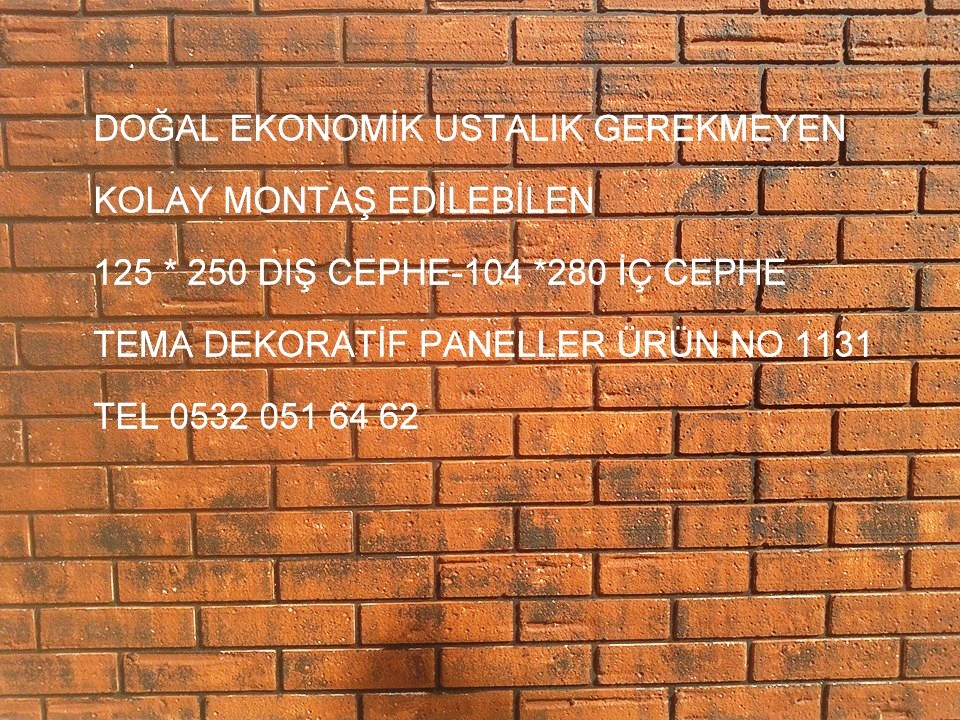 DOĞAL EKONOMİK USTALIK GEREKMEYEN
KOLAY MONTAŞ EDİLEBİLEN
125 * 250 DIŞ CEPHE-104 *280 İÇ CEPHE
TEMA DEKORATİF PANELLER ÜRÜN NO 1131
TEL 0532 051 64 62